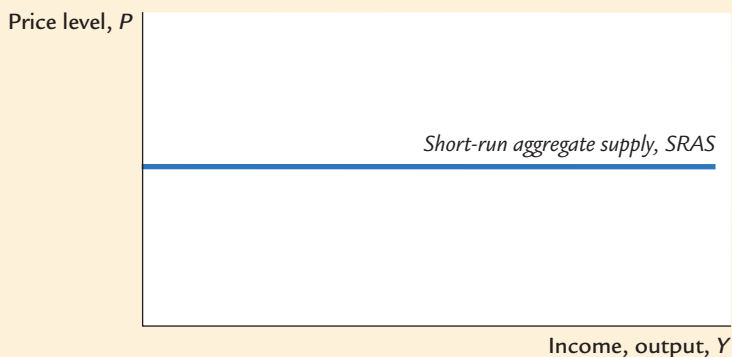 Price level, P
Short-run aggregate supply, SRAS
Income, output, Y